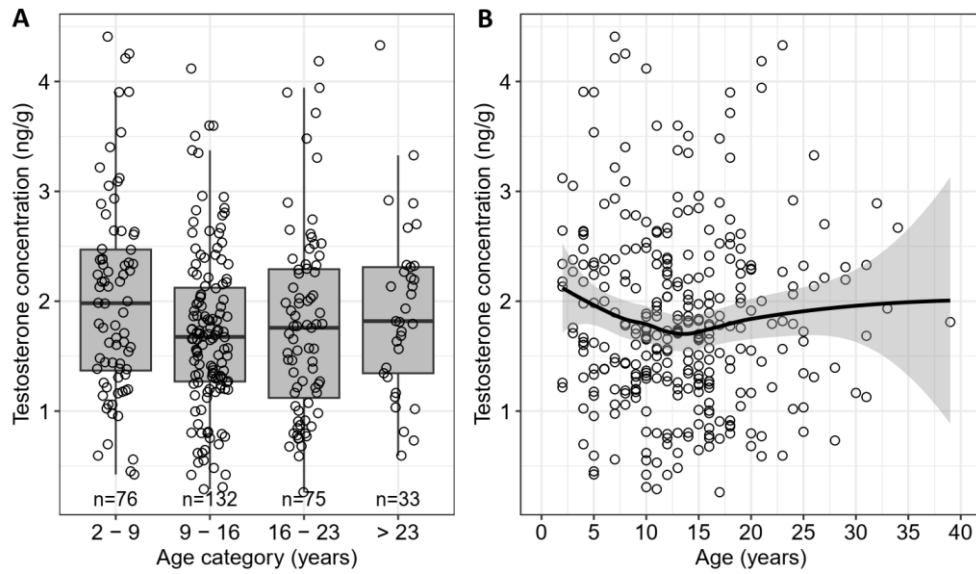 A
Testosterone concentration (ng/g)
4
3
2
1
n=76 n=132 n=75 n=33
2 − 9 9 − 16 16 − 23 > 23
Age category (years)
B
Testosterone concentration (ng/g)
4
3
2
1
0 5 10 15 20 25 30 35 40
Age (years)